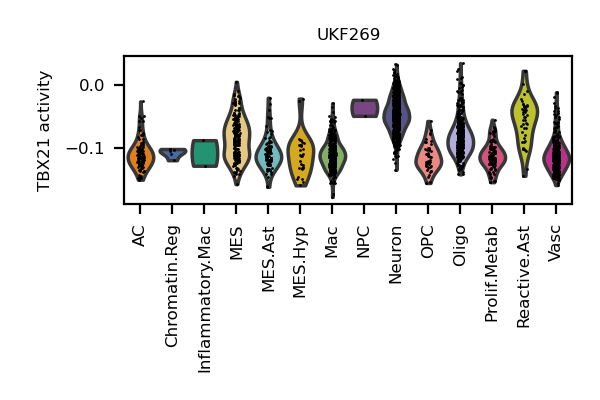 UKF269
TBX21 activity
0.0
−0.1
AC
Chromatin.Reg
Inflammatory.Mac
MES
MES.Ast
MES.Hyp
Mac
NPC
Neuron
OPC
Oligo
Prolif.Metab
Reactive.Ast
Vasc